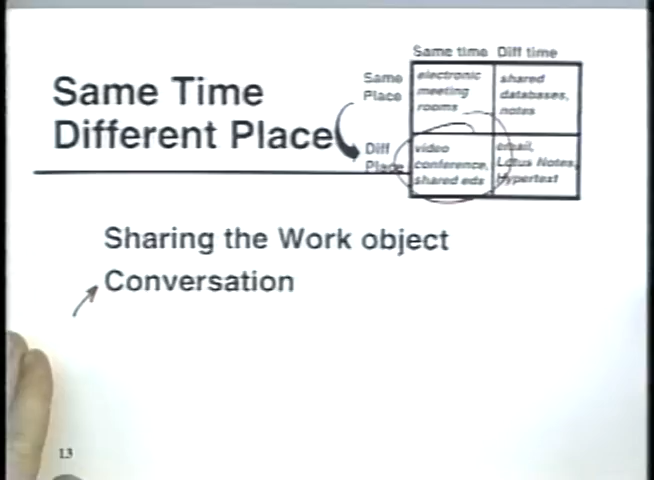 Same Time
Different Place
Same time Diff time
Same
Place
electronic
meeting
rooms
shared
databases,
notes
Diff
Place
video
conference,
shared eds
email,
Lotus Notes,
Hypertext
Sharing the Work object
Conversation
13